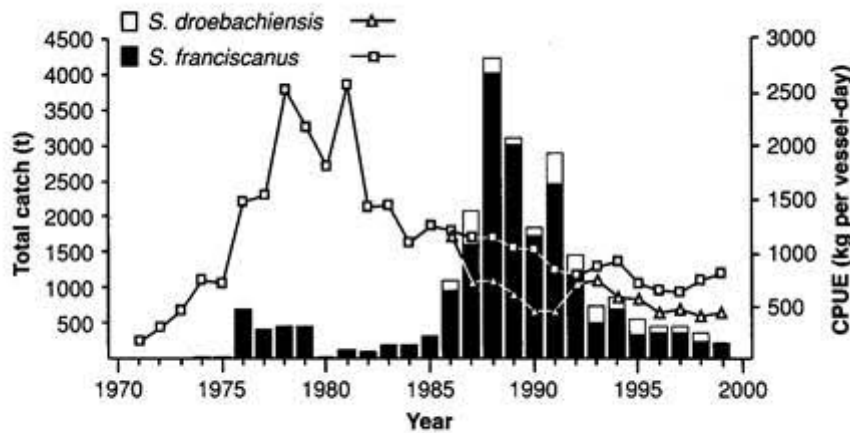 S. droebachiensis
S. franciscanus
4500
4000
3500
3000
2500
2000
1500
1000
500
Total catch (t)
3000
2500
2000
1500
1000
500
CPUE (kg per vessel-day)
1970 1975 1980 1985 1990 1995 2000
Year